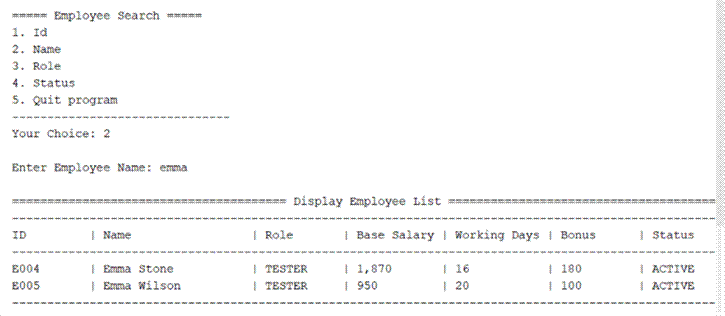 ===== Employee Search =====
1. Id
2. Name
3. Role
4. Status
5. Quit program
-------------------------------
Your Choice: 2
Enter Employee Name: emma
======================================= Display Employee List ======================================
----------------------------------------------------------------------------------------------------
ID | Name | Role | Base Salary | Working Days | Bonus | Status
----------------------------------------------------------------------------------------------------
E004 | Emma Stone | TESTER | 1,870 | 16 | 180 | ACTIVE
E005 | Emma Wilson | TESTER | 950 | 20 | 100 | ACTIVE
----------------------------------------------------------------------------------------------------